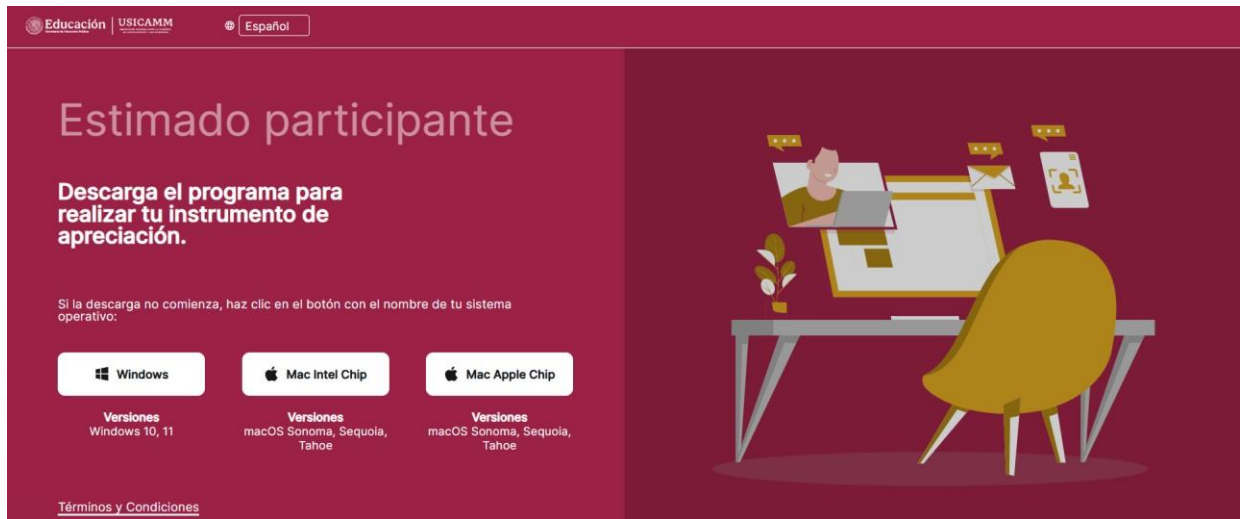 Educación
USICAMM
Español
Estimado participante
Descarga el programa para
realizar tu instrumento de
apreciación.
Si la descarga no comienza, haz clic en el botón con el nombre de tu sistema
operativo:
Windows
Mac Intel Chip
Mac Apple Chip
Versiones
Windows 10, 11
Versiones
macOS Sonoma, Sequoia,
Tahoe
Versiones
macOS Sonoma, Sequoia,
Tahoe
Términos y Condiciones